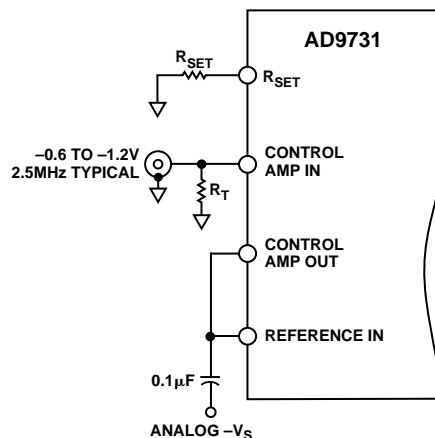 AD9731
RSET
RSET
–0.6 TO –1.2V
2.5MHz TYPICAL
CONTROL
AMP IN
RT
CONTROL
AMP OUT
REFERENCE IN
0.1µF
ANALOG –VS